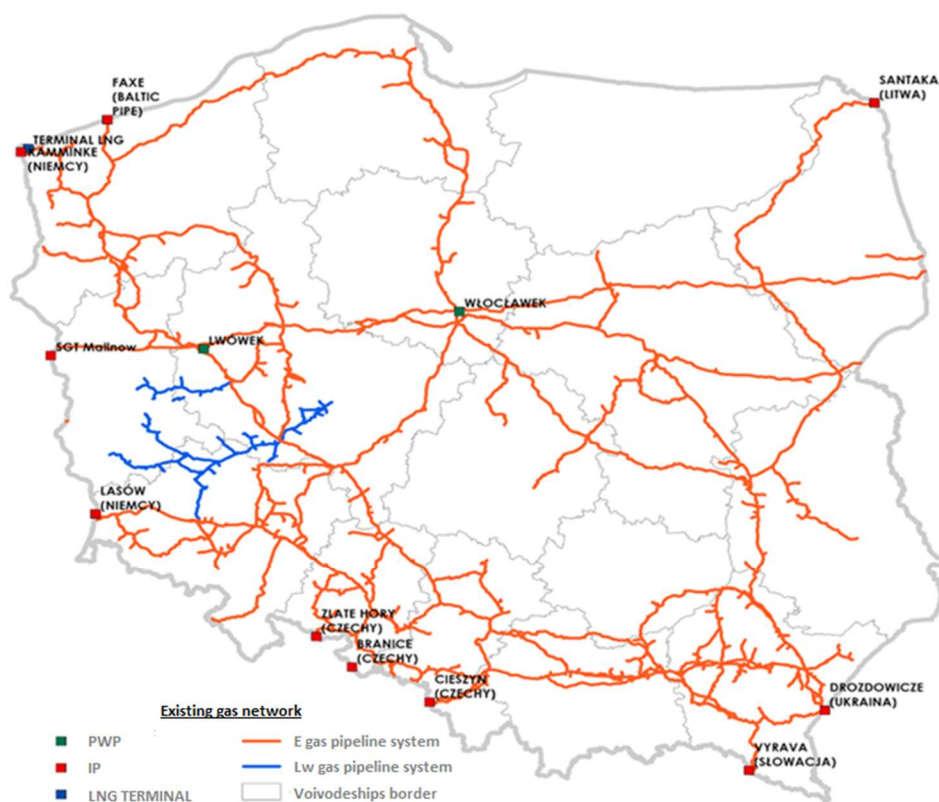 FAXE
(BALTIC
PIPE)
SANTAKA
(LITWA)
TERMINAL LNG
KAMMINKE
(NIEMCY)
WŁOCŁAWEK
SGT Mallnow
LWÓWEK
LASÓW
(NIEMCY)
ZLATE HORY
(CZECHY)
BRANICE
(CZECHY)
CIESZYN
(CZECHY)
DROZDOWICZE
(UKRAINA)
VYRAVA
(SŁOWACJA)
Existing gas network
PWP
E gas pipeline system
IP
Lw gas pipeline system
LNG TERMINAL
Voivodeships border